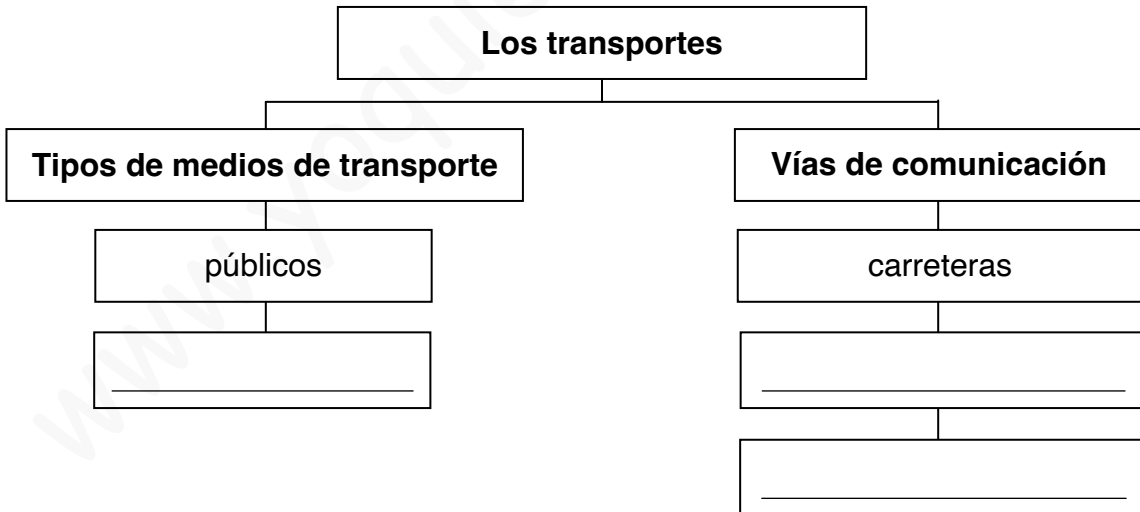 Los transportes
Tipos de medios de transporte
Vías de comunicación
públicos
carreteras